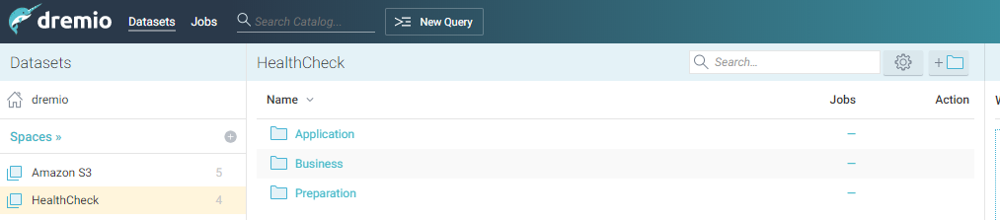 dremio Datasets Jobs Search Catalog... New Query
Datasets HealthCheck Search...
dremio Name Jobs Action
Application –
Spaces » Business –
Amazon S3 5
Preparation –
HealthCheck 4